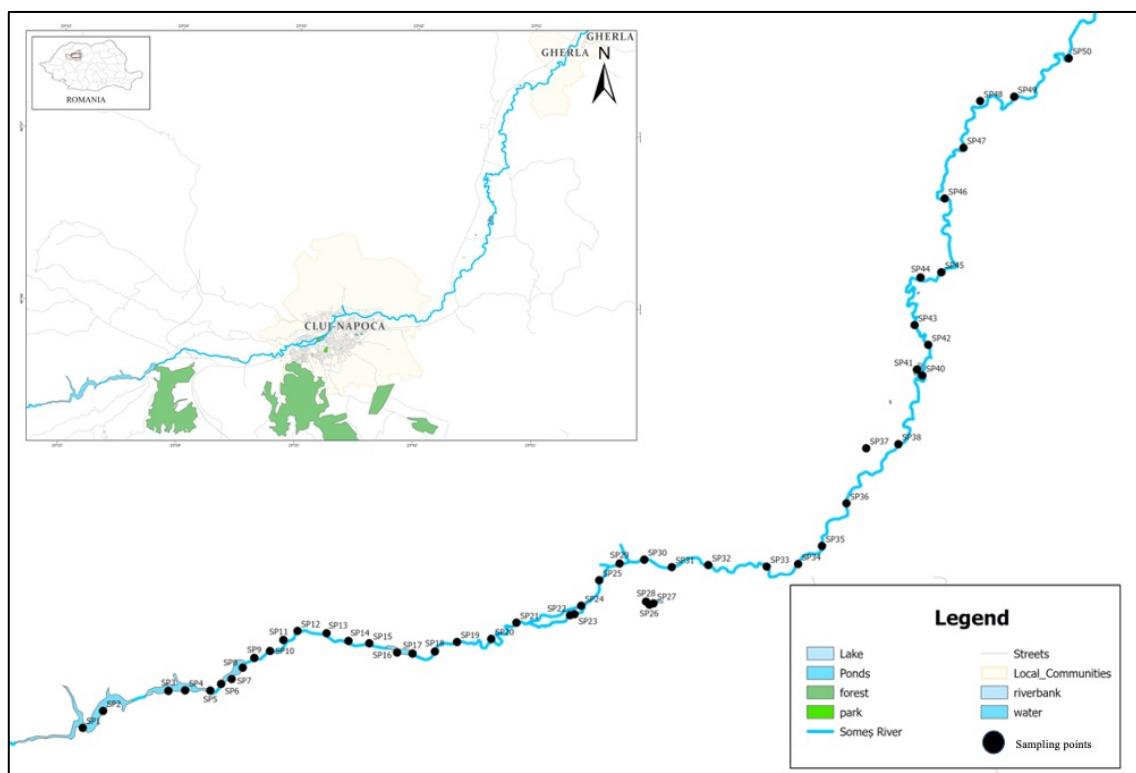 GHERLA
GHERLA
N
ROMANIA
CLUJ-NAPOCA
SP50
SP48
SP49
SP47
SP46
SP44
SP45
SP43
SP42
SP41
SP40
SP37
SP38
SP36
SP35
SP34
SP29
SP30
SP31
SP32
SP33
SP25
SP28
SP27
SP26
SP24
SP22
SP23
SP21
SP20
SP19
SP18
SP17
SP16
SP15
SP14
SP13
SP12
SP11
SP10
SP9
SP8
SP7
SP6
SP5
SP4
SP3
SP2
SP1
Legend
Lake
Ponds
forest
park
Someș River
Streets
Local_Communities
riverbank
water
Sampling points